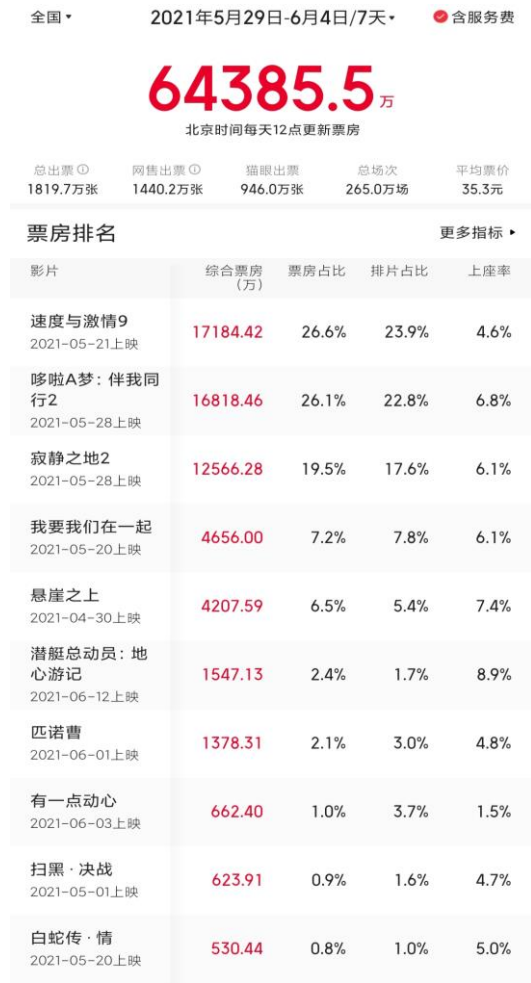 全国 2021年5月29日-6月4日/7天 含服务费
64385.5万
北京时间每天12点更新票房
总出票 网售出票 猫眼出票 总场次 平均票价
1819.7万张 1440.2万张 946.0万张 265.0万场 35.3元
票房排名 更多指标
影片 综合票房 票房占比 排片占比 上座率
(万)
速度与激情9
2021-05-21上映
17184.42 26.6% 23.9% 4.6%
哆啦A梦：伴我同
行2
2021-05-28上映
16818.46 26.1% 22.8% 6.8%
寂静之地2
2021-05-28上映
12566.28 19.5% 17.6% 6.1%
我要我们在一起
2021-05-20上映
4656.00 7.2% 7.8% 6.1%
悬崖之上
2021-04-30上映
4207.59 6.5% 5.4% 7.4%
潜艇总动员：地
心游记
2021-06-12上映
1547.13 2.4% 1.7% 8.9%
匹诺曹
2021-06-01上映
1378.31 2.1% 3.0% 4.8%
有一点动心
2021-06-03上映
662.40 1.0% 3.7% 1.5%
扫黑·决战
2021-05-01上映
623.91 0.9% 1.6% 4.7%
白蛇传·情
2021-05-20上映
530.44 0.8% 1.0% 5.0%